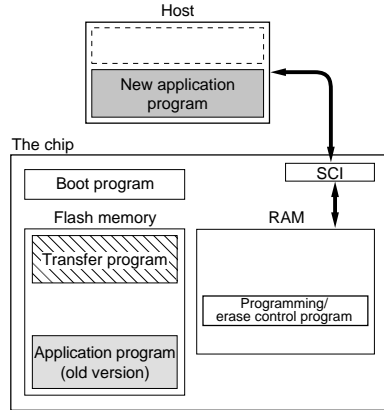 Host
New application
program
The chip
SCI
Boot program
Flash memory
RAM
Transfer program
Programming/
erase control program
Application program
(old version)